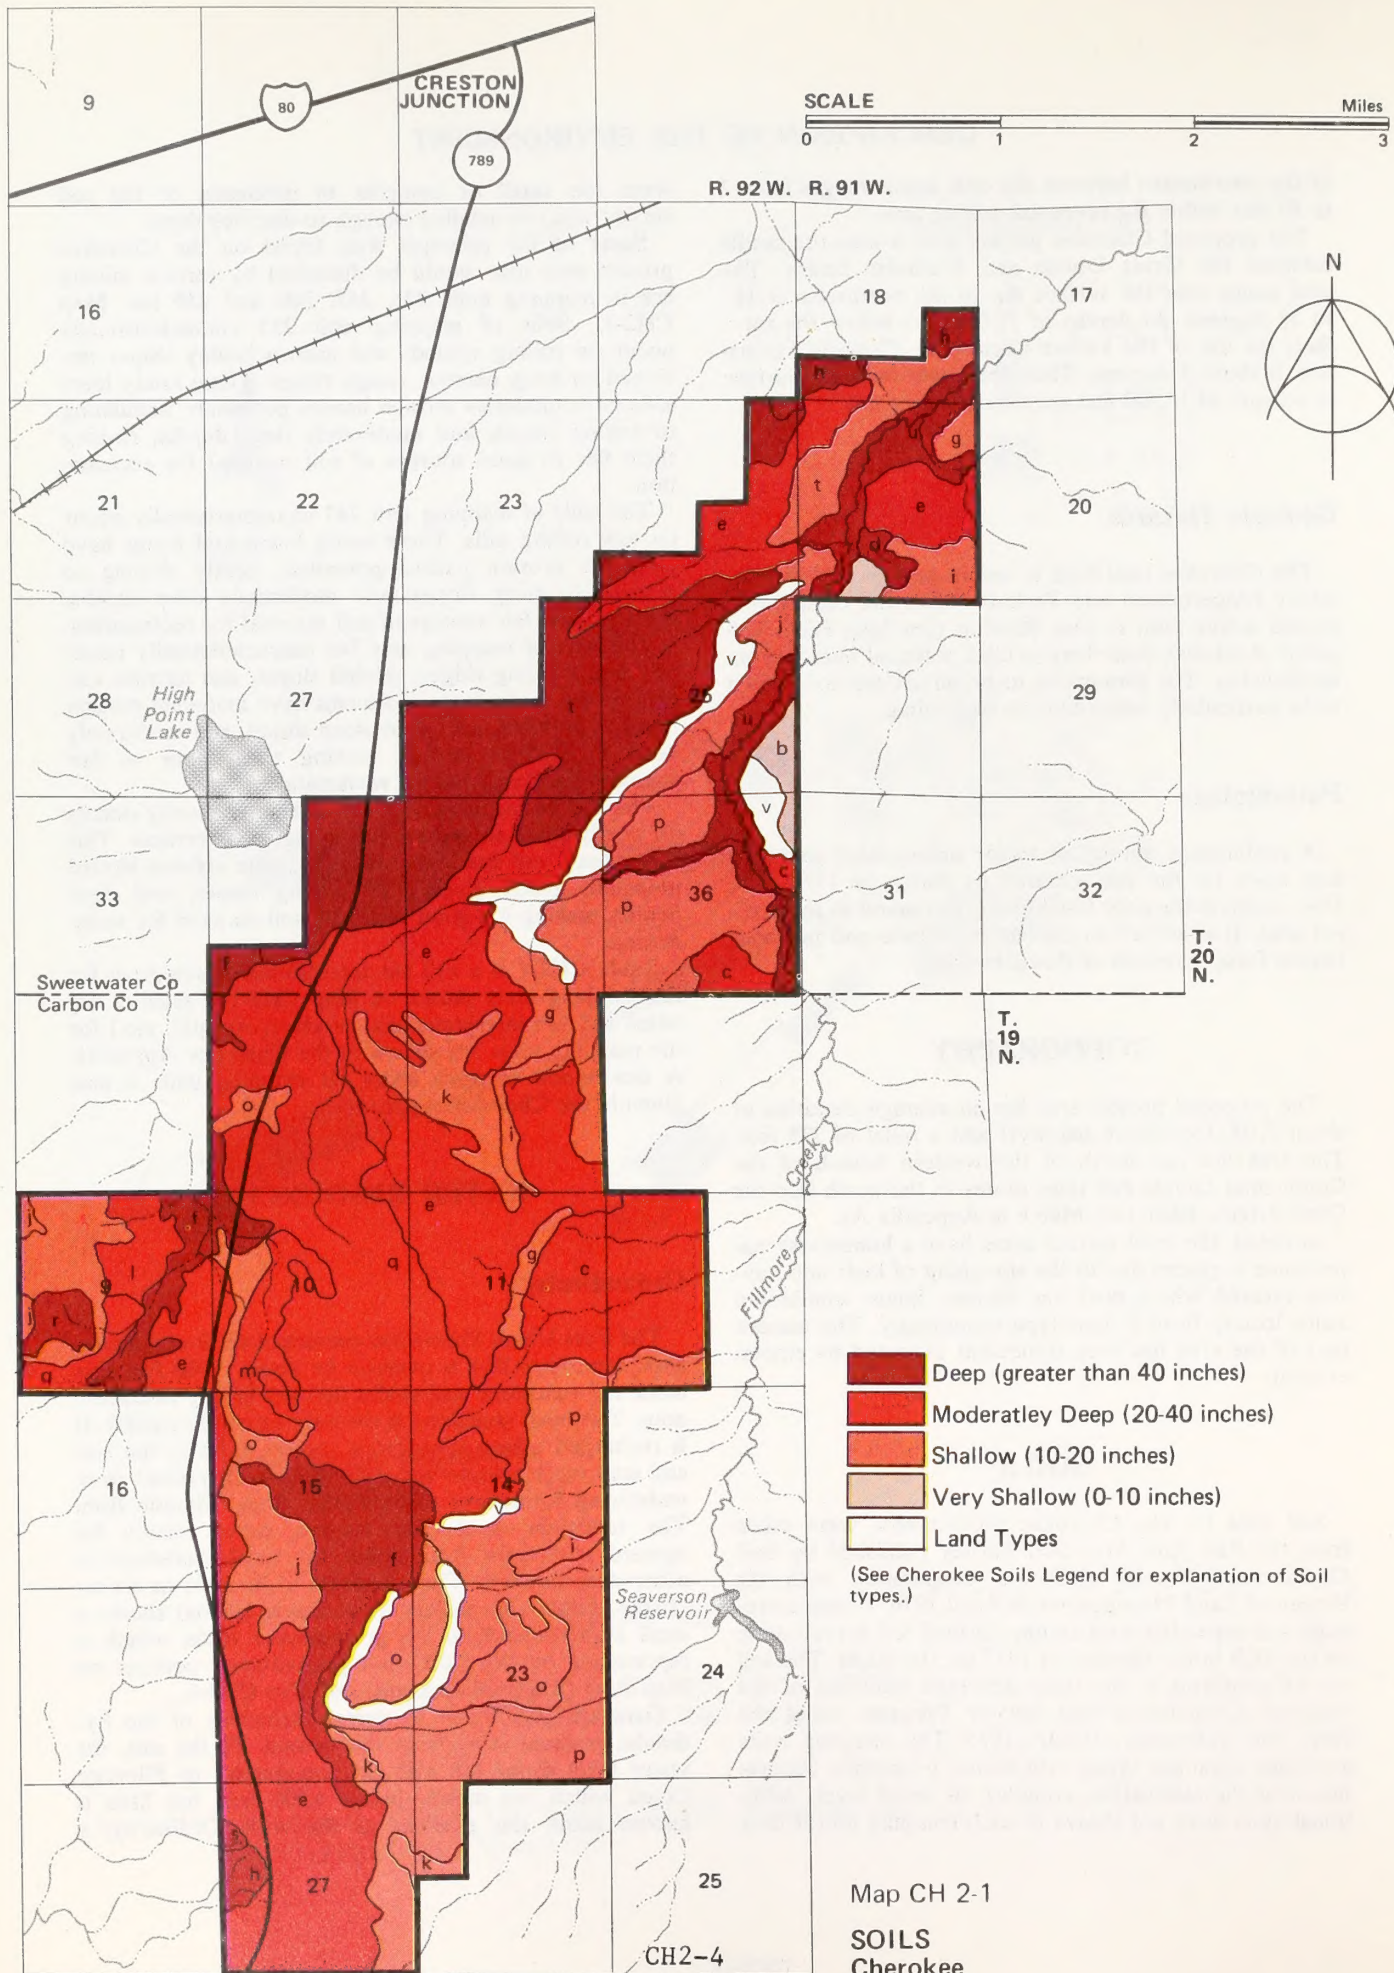 9
80
CRESTON
JUNCTION
789
SCALE
Miles
0 1 2 3
R. 92 W. R. 91 W.
N
16
18
17
h
h
21
22
23
u
g
t
e
e
20
i
j
v
28
High
Point
Lake
27
t
u
b
29
v
p
c
33
p
36
31
32
e
c
T.
20
N.
Sweetwater Co
Carbon Co
g
T.
19
N.
o
k
i
Fillmore Creek
e
j
9
l
10
q
11
g
c
j
r
q
e
m
Deep (greater than 40 inches)
p
Moderatley Deep (20-40 inches)
o
Shallow (10-20 inches)
16
15
14
Very Shallow (0-10 inches)
v
Land Types
j
f
i
(See Cherokee Soils Legend for explanation of Soil
types.)
Seaverson
Reservoir
o
23
o
24
p
k
e
s
h
k
27
25
Map CH 2-1
SOILS
CH2-4
Cherokee